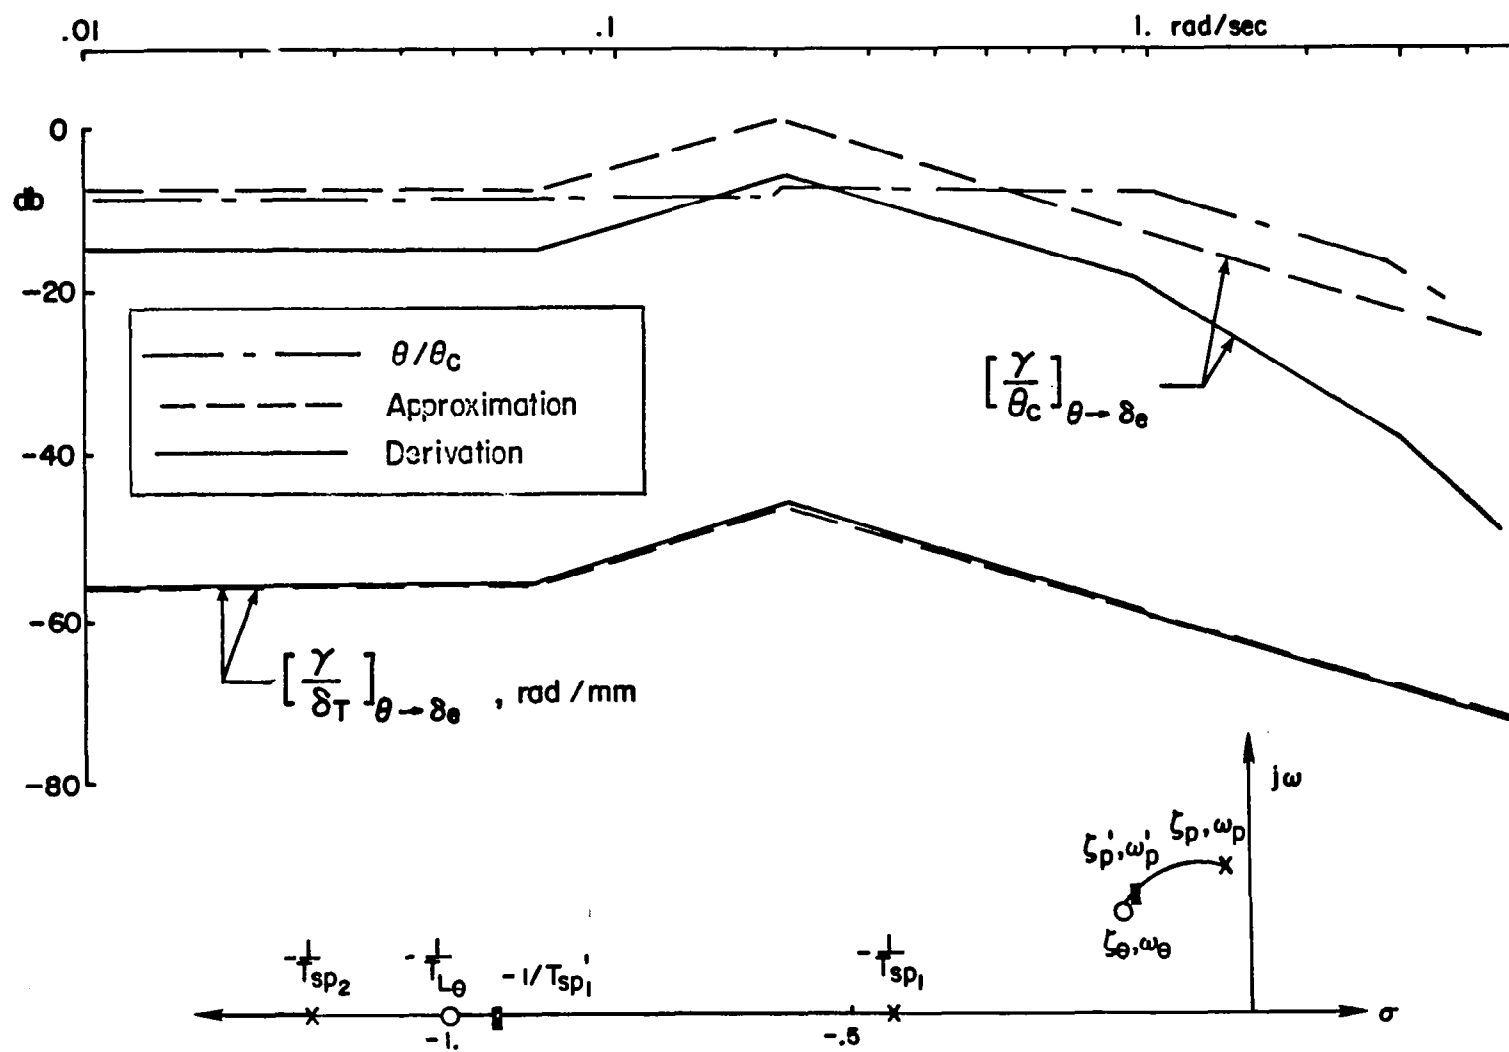 .01 .1 1. rad/sec
0
db
-20
-40
-60
-80
θ/θc
Approximation
Derivation
[γ/θc]θ→δe
[γ/δT]θ→δe , rad/mm
jω
ζp, ωp
ζp', ωp'
ζθ, ωθ
-1/Tsp2 -1/TLθ -1/Tsp1' -1/Tsp1
σ
-1. -.5